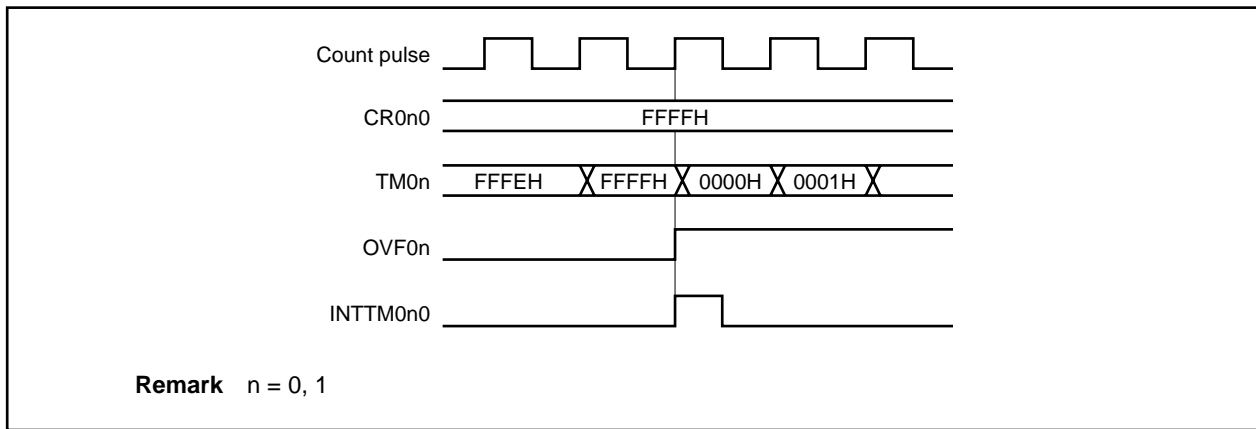 Count pulse
CR0n0
FFFFH
TM0n
FFFEH FFFFH 0000H 0001H
OVF0n
INTTM0n0
Remark n = 0, 1